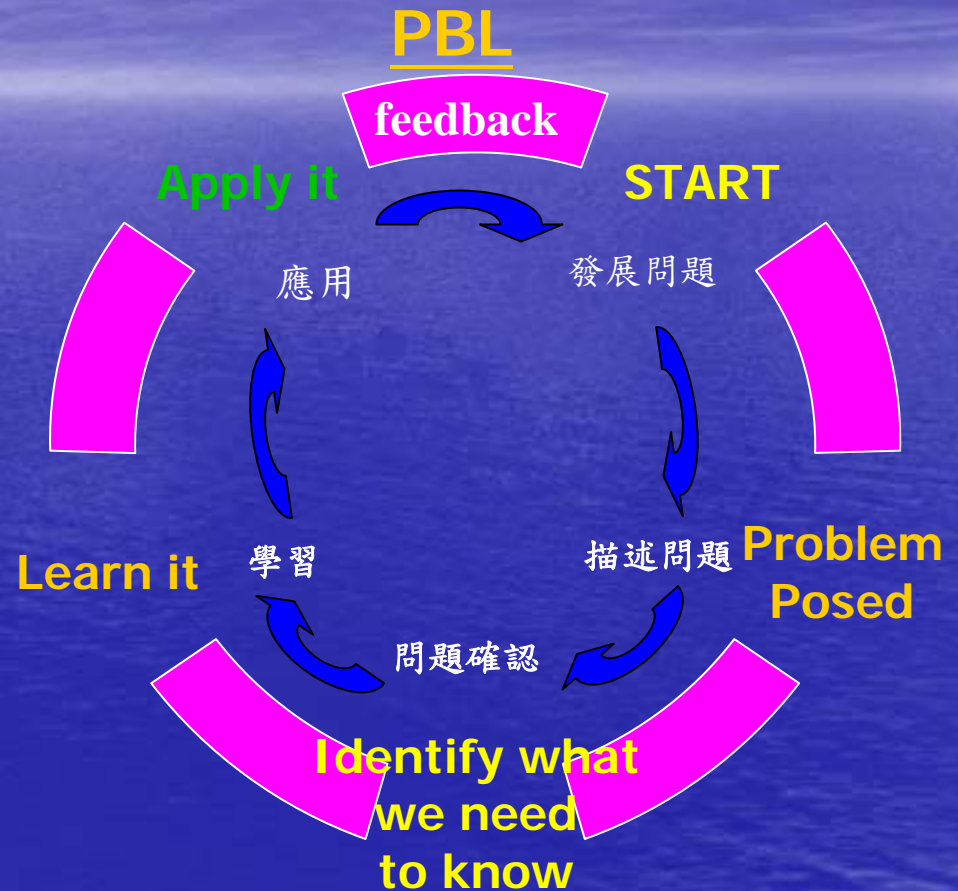 PBL
feedback
Apply it
START
應用
發展問題
Learn it
學習
描述問題
Problem
Posed
問題確認
Identify what
we need
to know